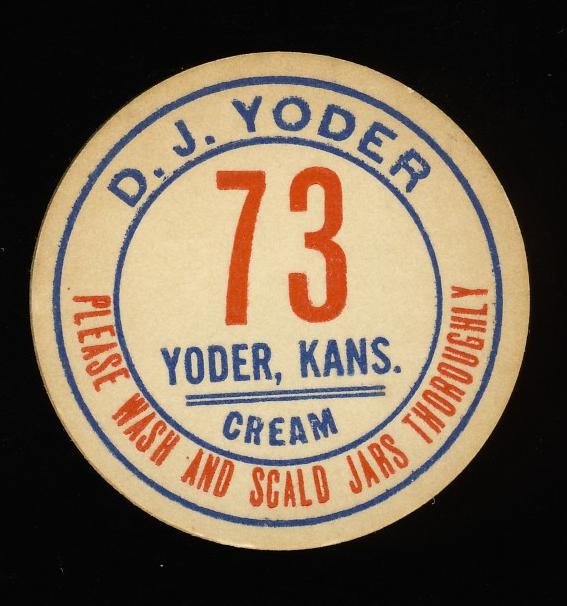 D. J. YODER
73
YODER, KANS.
CREAM
PLEASE WASH AND SCALD JARS THOROUGHLY